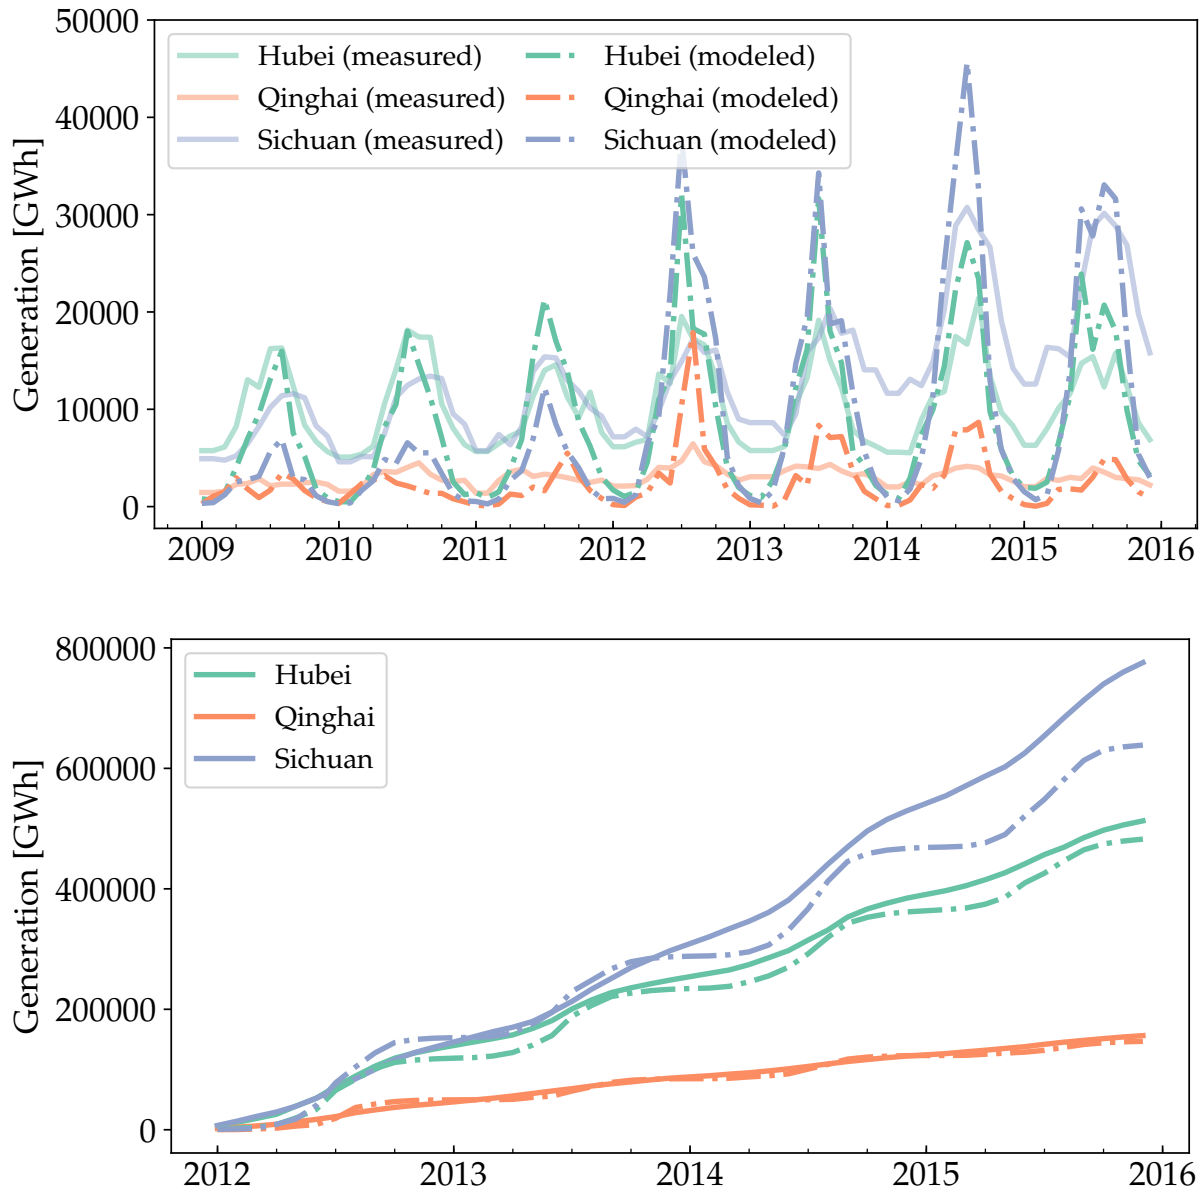 50000
40000
30000
20000
10000
0
Generation [GWh]
Hubei (measured) Hubei (modeled)
Qinghai (measured) Qinghai (modeled)
Sichuan (measured) Sichuan (modeled)
2009 2010 2011 2012 2013 2014 2015 2016
800000
600000
400000
200000
0
Generation [GWh]
Hubei
Qinghai
Sichuan
2012 2013 2014 2015 2016